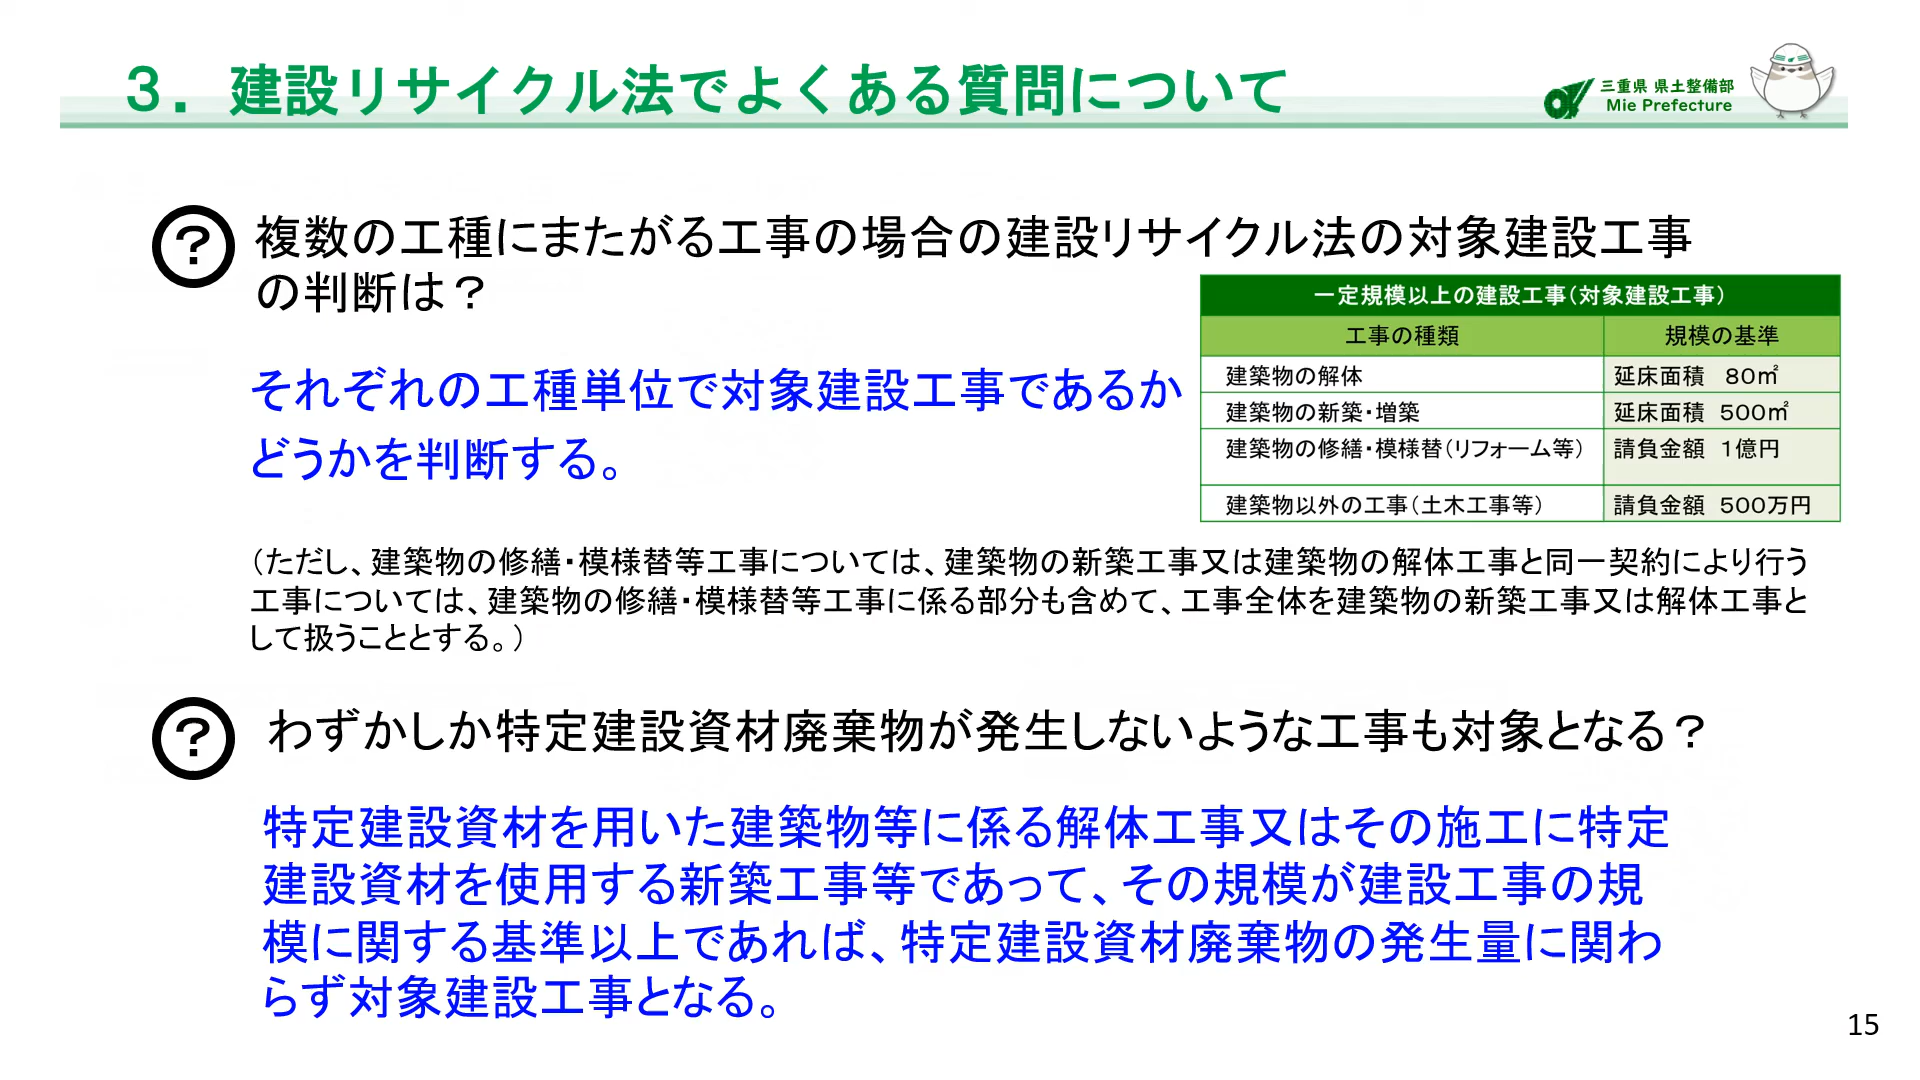 ３．建設リサイクル法でよくある質問について
三重県 県土整備部
Mie Prefecture
？ 複数の工種にまたがる工事の場合の建設リサイクル法の対象建設工事
の判断は？
それぞれの工種単位で対象建設工事であるか
どうかを判断する。
一定規模以上の建設工事（対象建設工事）
工事の種類 規模の基準
建築物の解体 延床面積 ８０㎡
建築物の新築・増築 延床面積 ５００㎡
建築物の修繕・模様替（リフォーム等） 請負金額 １億円
建築物以外の工事（土木工事等） 請負金額 ５００万円
（ただし、建築物の修繕・模様替等工事については、建築物の新築工事又は建築物の解体工事と同一契約により行う
工事については、建築物の修繕・模様替等工事に係る部分も含めて、工事全体を建築物の新築工事又は解体工事と
して扱うこととする。）
？ わずかしか特定建設資材廃棄物が発生しないような工事も対象となる？
特定建設資材を用いた建築物等に係る解体工事又はその施工に特定
建設資材を使用する新築工事等であって、その規模が建設工事の規
模に関する基準以上であれば、特定建設資材廃棄物の発生量に関わ
らず対象建設工事となる。
15